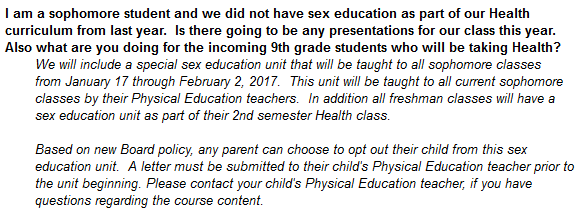 I am a sophomore student and we did not have sex education as part of our Health
curriculum from last year.  Is there going to be any presentations for our class this year.
Also what are you doing for the incoming 9th grade students who will be taking Health?
We will include a special sex education unit that will be taught to all sophomore classes
from January 17 through February 2, 2017.  This unit will be taught to all current sophomore
classes by their Physical Education teachers.  In addition all freshman classes will have a
sex education unit as part of their 2nd semester Health class.
Based on new Board policy, any parent can choose to opt out their child from this sex
education unit.  A letter must be submitted to their child's Physical Education teacher prior to
the unit beginning. Please contact your child's Physical Education teacher, if you have
questions regarding the course content.